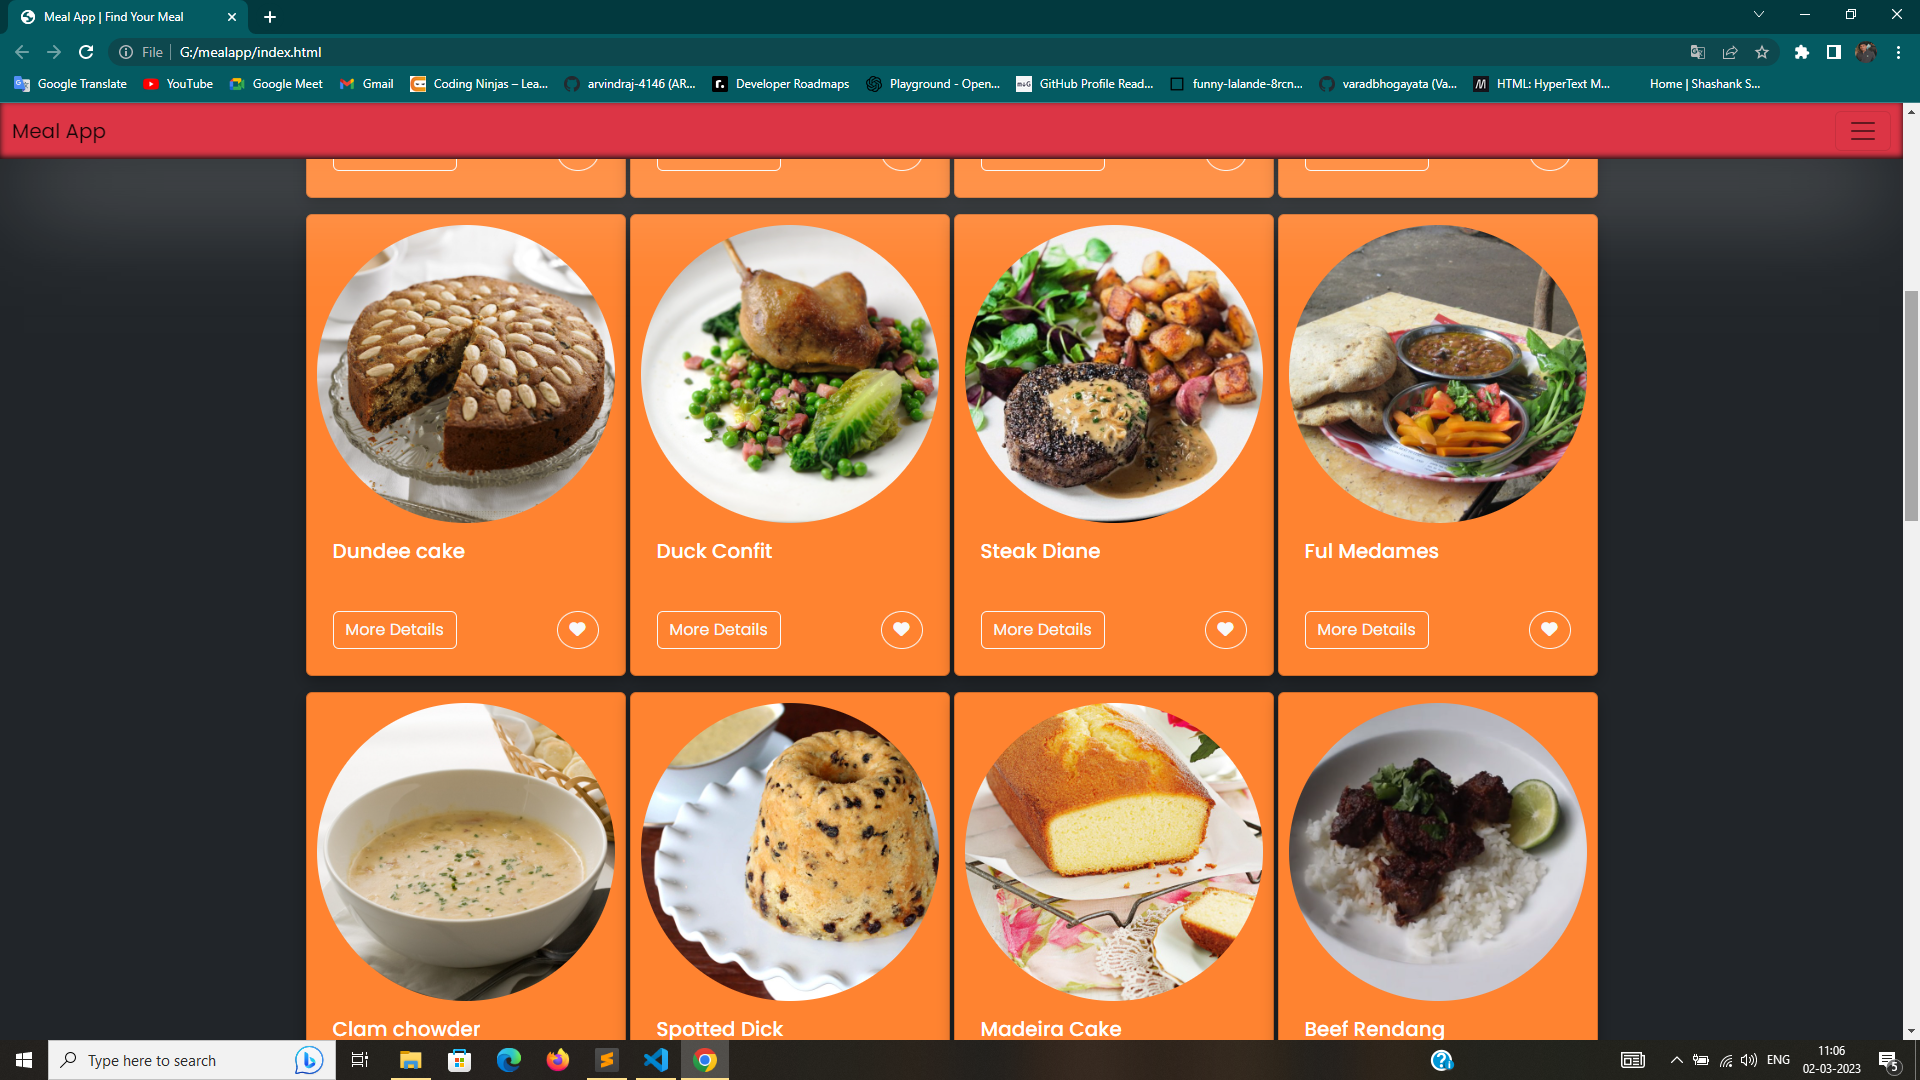 Meal App | Find Your Meal
File
G:/mealapp/index.html
Google Translate
YouTube
Google Meet
Gmail
Coding Ninjas – Lea...
arvindraj-4146 (AR...
Developer Roadmaps
Playground - Open...
GitHub Profile Read...
funny-lalande-8rcn...
varadbhogayata (Va...
HTML: HyperText M...
Home | Shashank S...
Meal App
Dundee cake
Duck Confit
Steak Diane
Ful Medames
More Details
More Details
More Details
More Details
Clam chowder
Spotted Dick
Madeira Cake
Beef Rendang
Type here to search
ENG
11:06
02-03-2023
5